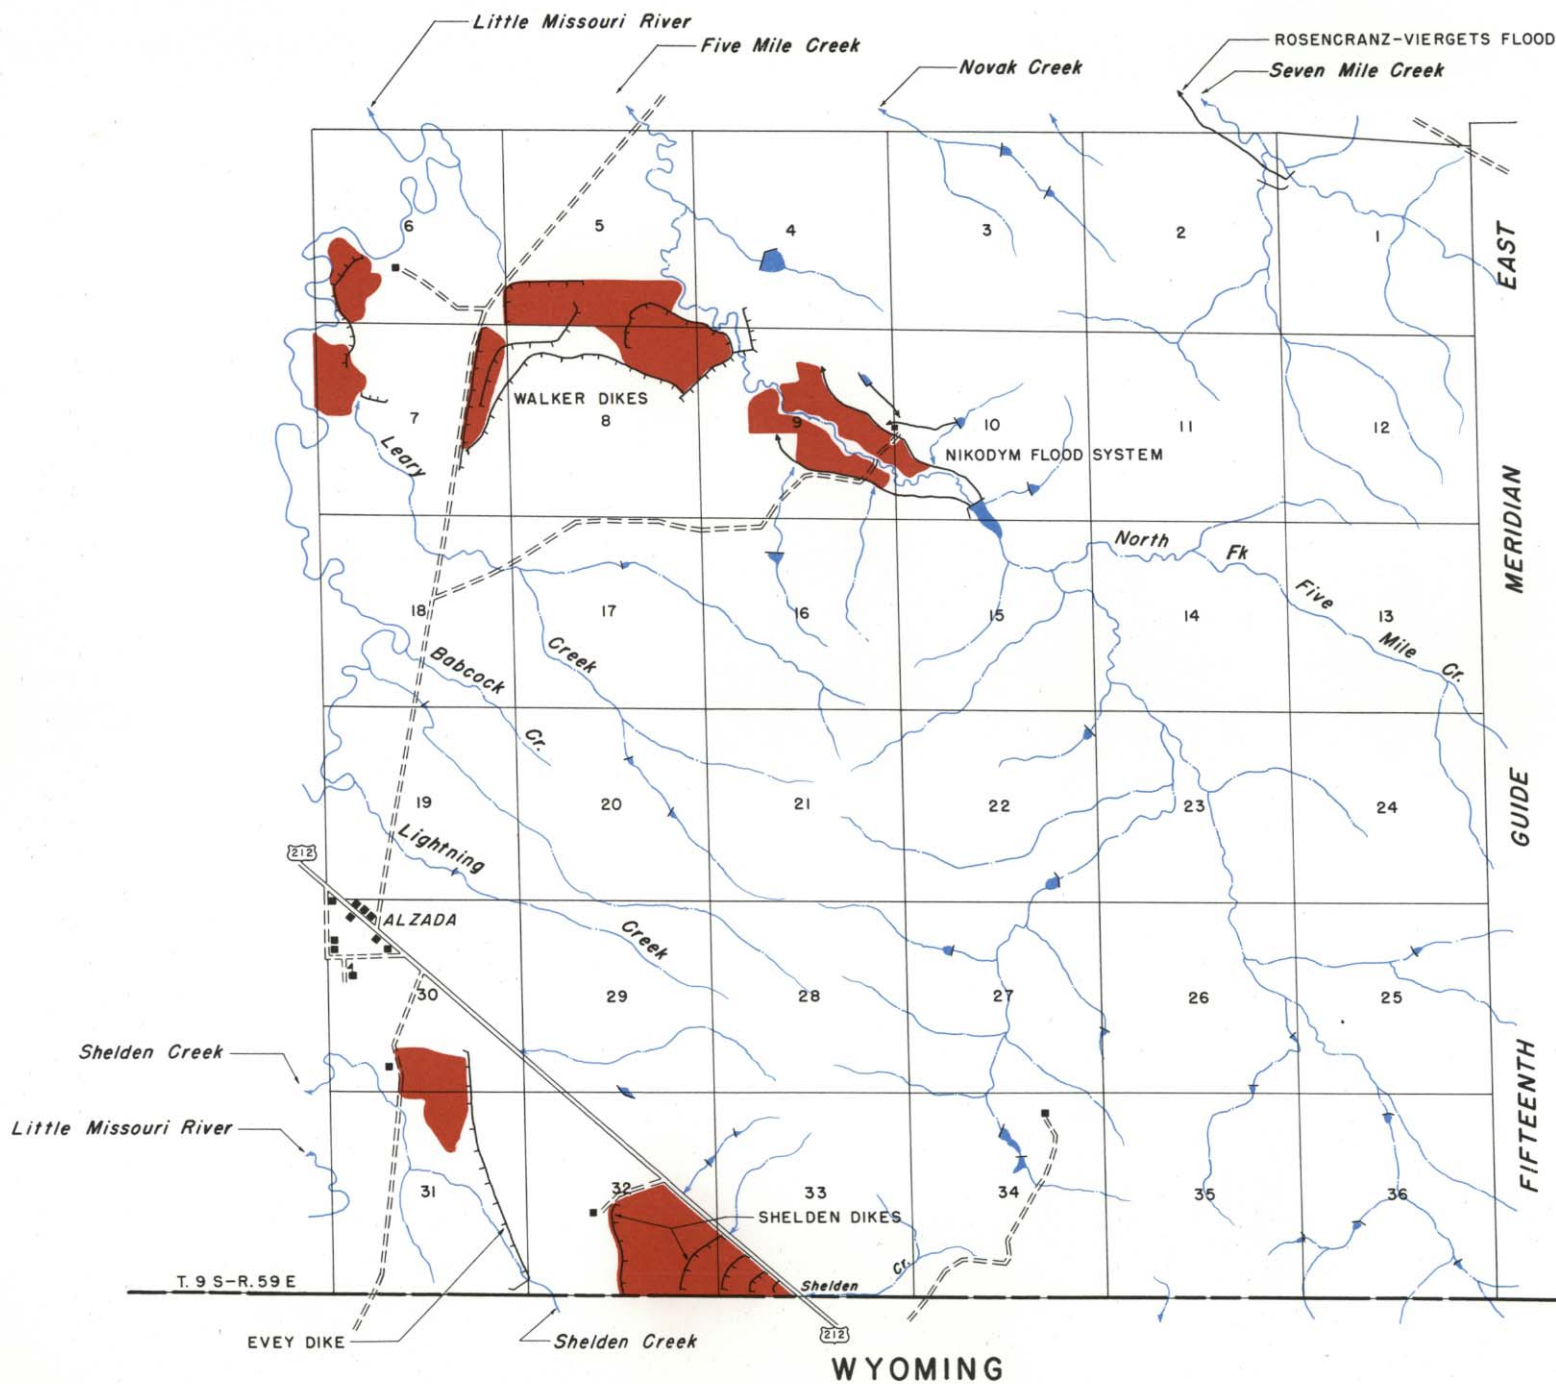 Little Missouri River
Five Mile Creek
Novak Creek
ROSENCRANZ-VIERGETS FLOOD
Seven Mile Creek
6
5
4
3
2
1
EAST
WALKER DIKES
7
8
9
10
11
12
NIKODYM FLOOD SYSTEM
Leary
MERIDIAN
North
Fk
Five
Mile
Cr.
18
17
16
15
14
13
Creek
Babcock
Cr.
GUIDE
19
20
21
22
23
24
Lightning
Creek
212
ALZADA
30
29
28
27
26
25
Shelden Creek
Little Missouri River
FIFTEENTH
31
32
33
34
35
36
SHELDEN DIKES
Shelden
Cr.
T. 9 S-R. 59 E
EVEY DIKE
Shelden Creek
212
WYOMING